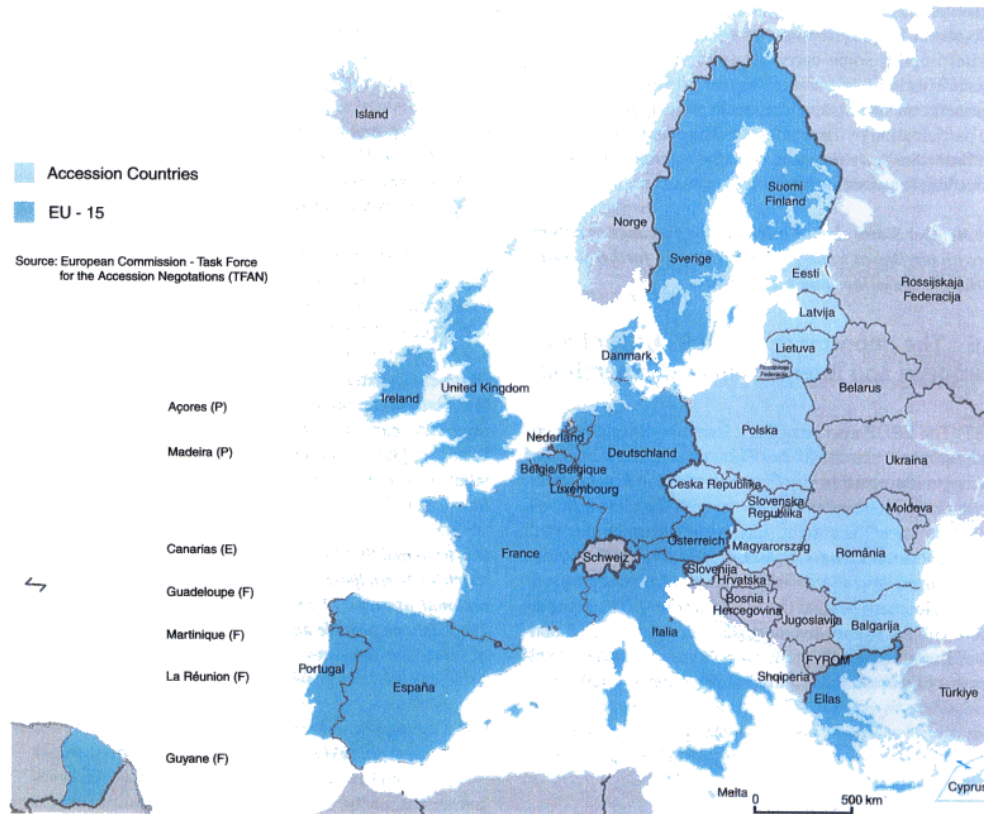 Island
Accession Countries
EU - 15
Source: European Commission - Task Force
for the Accession Negotations (TFAN)
Norge
Suomi
Finland
Sverige
Eesti
Rossijskaja
Federacija
Latvija
Lietuva
Rossijskaja
Federacija
Danmark
Belarus
Ireland
United Kingdom
Açores (P)
Madeira (P)
Nederland
Polska
Deutschland
Belgie/Belgique
Luxembourg
Ukraina
Ceska Republika
Slovenska
Republika
Moldova
Canarias (E)
France
Schweiz
Österreich
Magyarorszag
România
Slovenija
Hrvatska
Guadeloupe (F)
Bosnia i
Hercegovina
Jugoslavija
Balgarija
Martinique (F)
Italia
FYROM
Portugal
La Réunion (F)
España
Shqiperia
Ellas
Türkiye
Guyane (F)
Malta
Cyprus
0
500 km